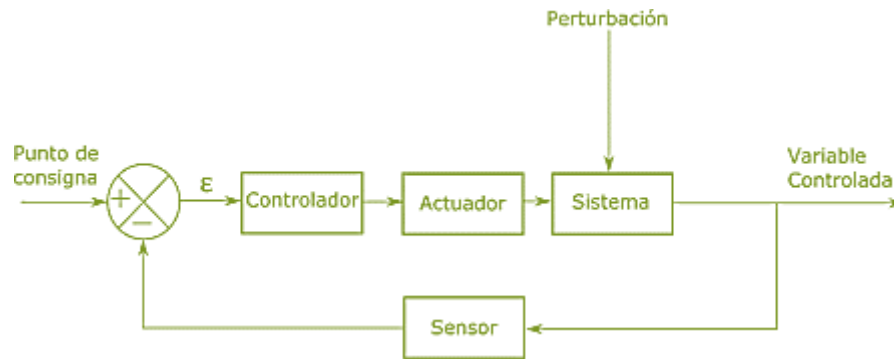 Perturbación
Punto de
consigna
+
−
ε
Controlador
Actuador
Sistema
Variable
Controlada
Sensor